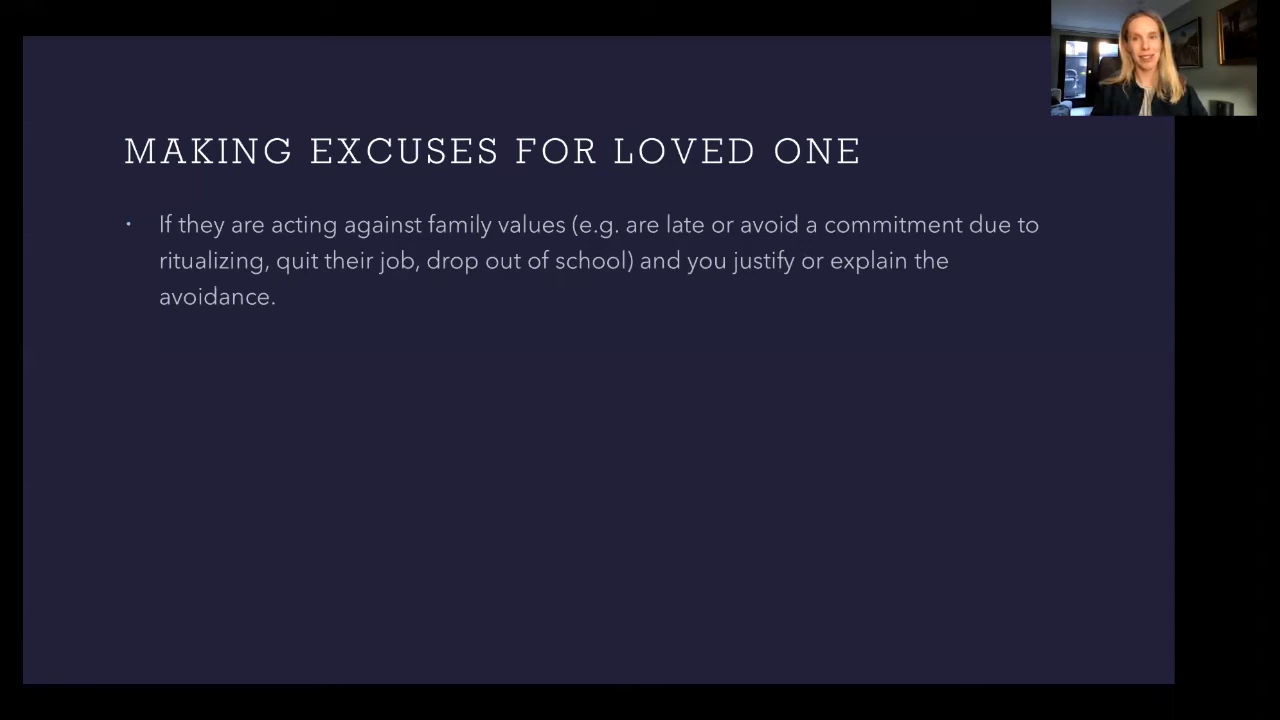 MAKING EXCUSES FOR LOVED ONE
· If they are acting against family values (e.g. are late or avoid a commitment due to
ritualizing, quit their job, drop out of school) and you justify or explain the
avoidance.